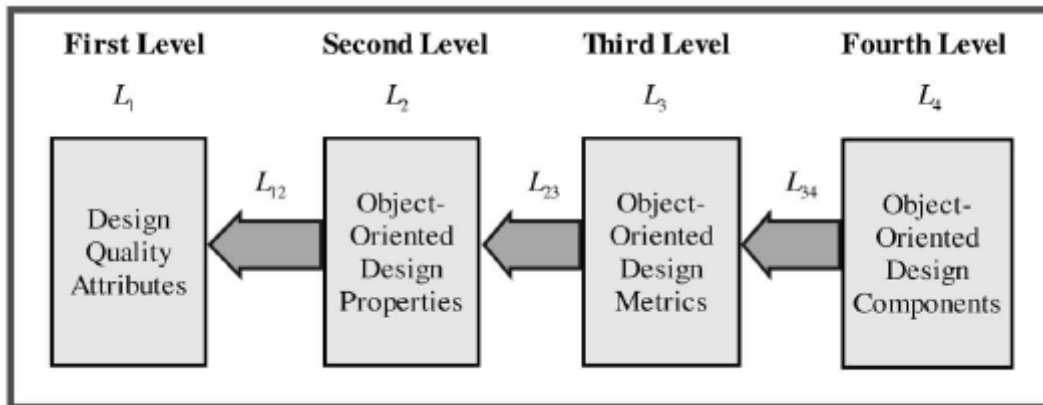 First Level Second Level Third Level Fourth Level
L₁ L₂ L₃ L₄
L₁₂ L₂₃ L₃₄
Design
Quality
Attributes
Object-
Oriented
Design
Properties
Object-
Oriented
Design
Metrics
Object-
Oriented
Design
Components